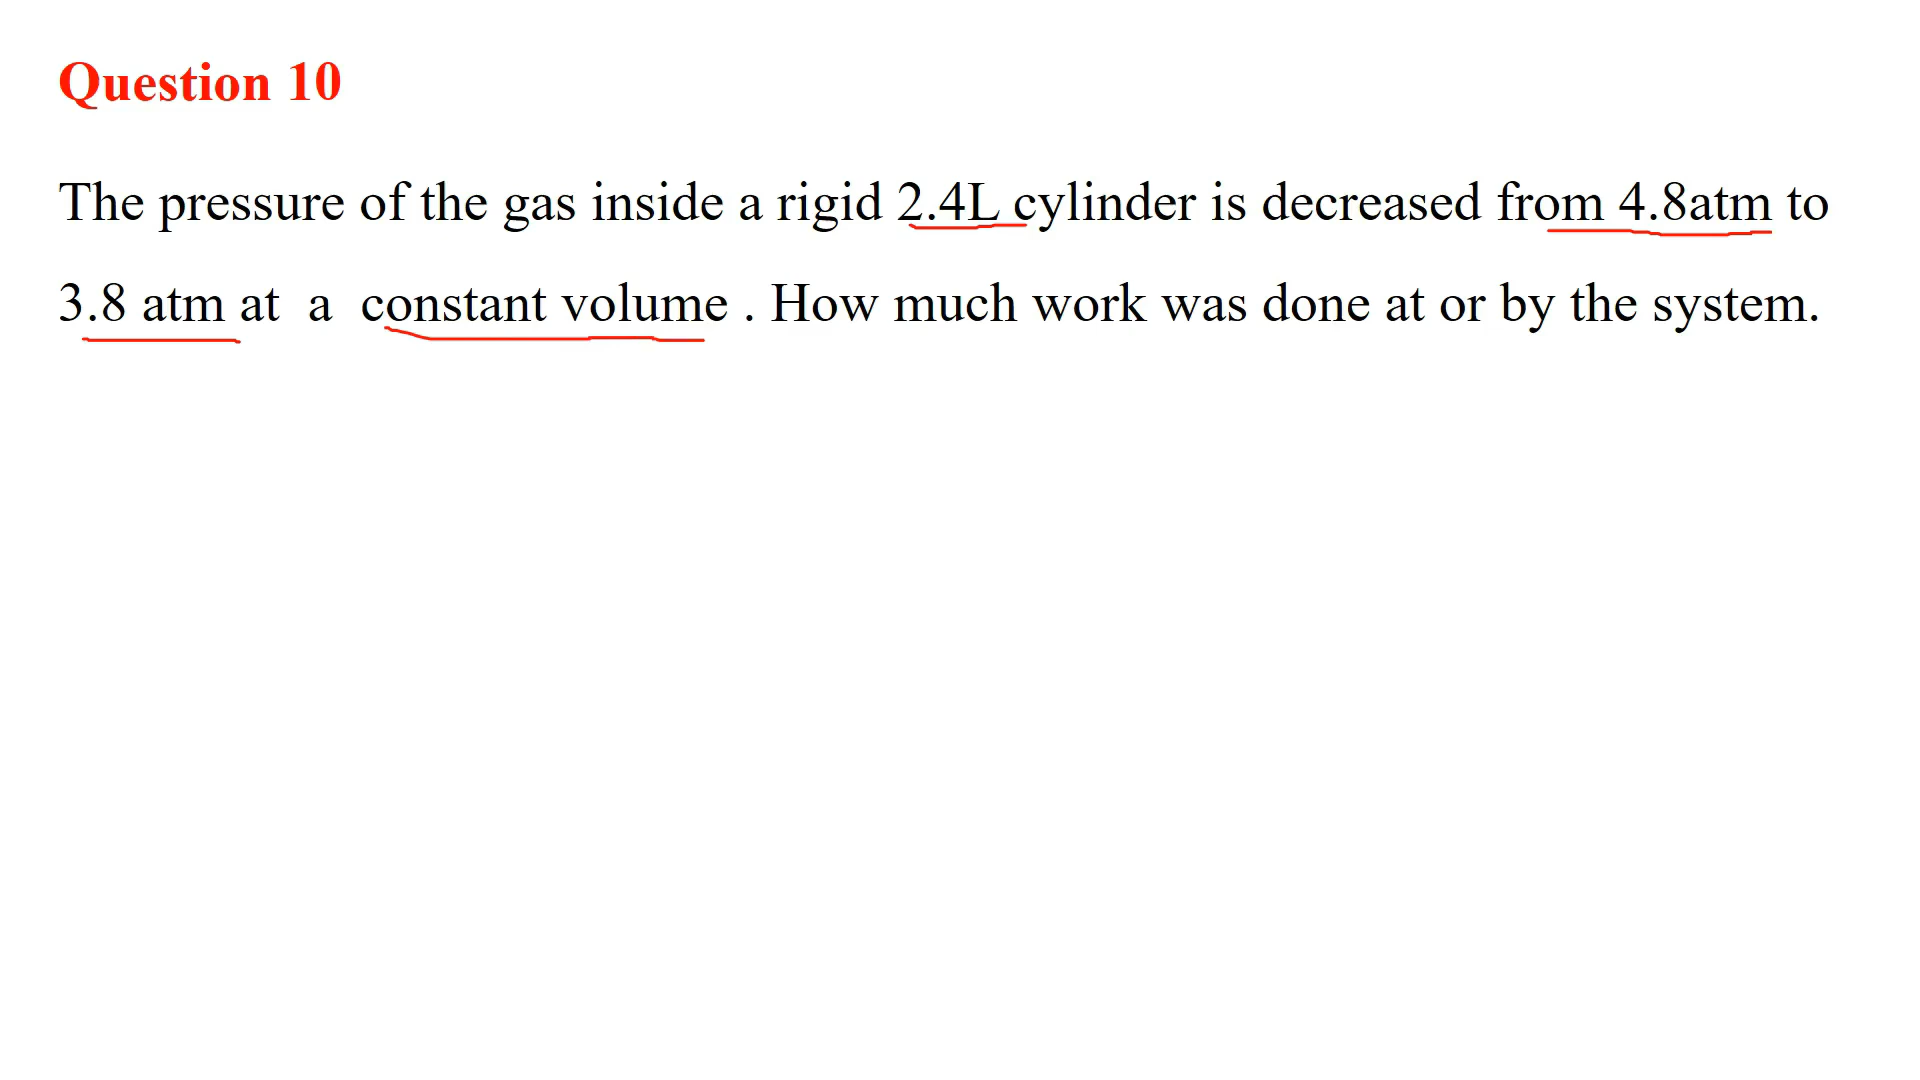 Question 10
The pressure of the gas inside a rigid 2.4L cylinder is decreased from 4.8atm to
3.8 atm at a constant volume . How much work was done at or by the system.